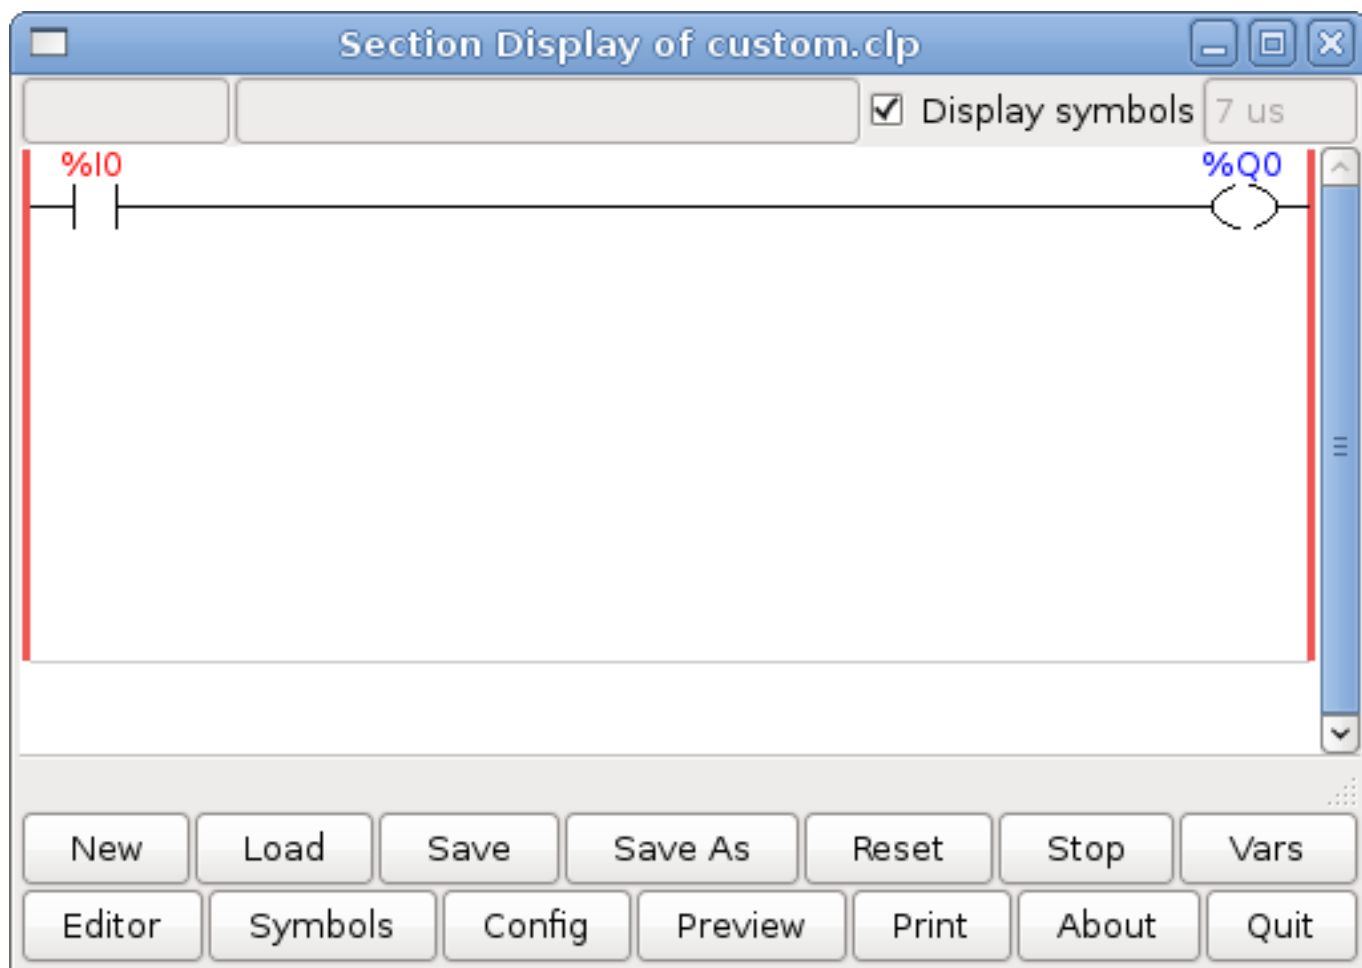 Section Display of custom.clp
Display symbols 7 us
%I0 %Q0
New Load Save Save As Reset Stop Vars
Editor Symbols Config Preview Print About Quit